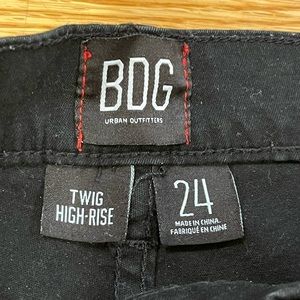 BDG
URBAN OUTFITTERS
TWIG
HIGH-RISE
24
MADE IN CHINA.
FABRIQUÉ EN CHINE